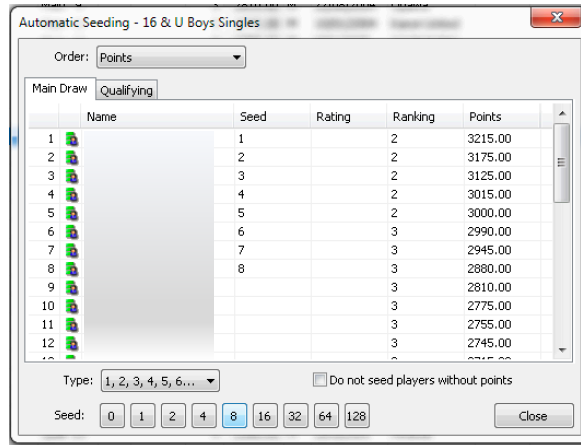 Automatic Seeding - 16 & U Boys Singles
Order: Points
Main Draw Qualifying
Name Seed Rating Ranking Points
1 1 2 3215.00
2 2 2 3175.00
3 3 2 3125.00
4 4 2 3015.00
5 5 2 3000.00
6 6 3 2990.00
7 7 3 2945.00
8 8 3 2880.00
9 3 2810.00
10 3 2775.00
11 3 2755.00
12 3 2745.00
Type: 1, 2, 3, 4, 5, 6... Do not seed players without points
Seed: 0 1 2 4 8 16 32 64 128 Close